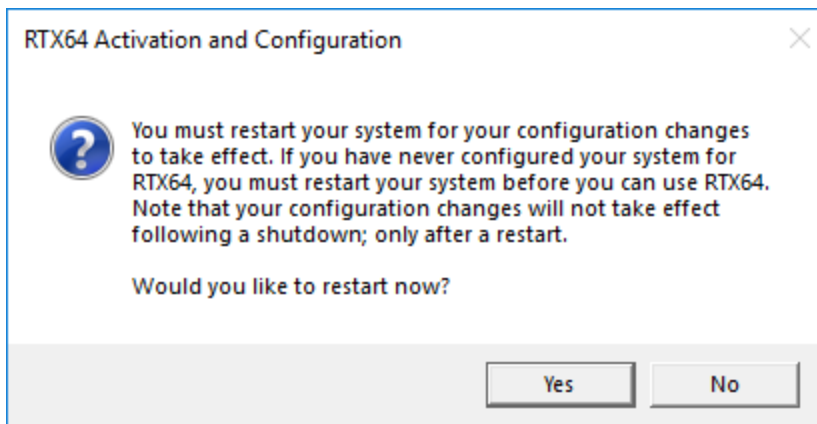 RTX64 Activation and Configuration
You must restart your system for your configuration changes
to take effect. If you have never configured your system for
RTX64, you must restart your system before you can use RTX64.
Note that your configuration changes will not take effect
following a shutdown; only after a restart.
Would you like to restart now?
Yes No